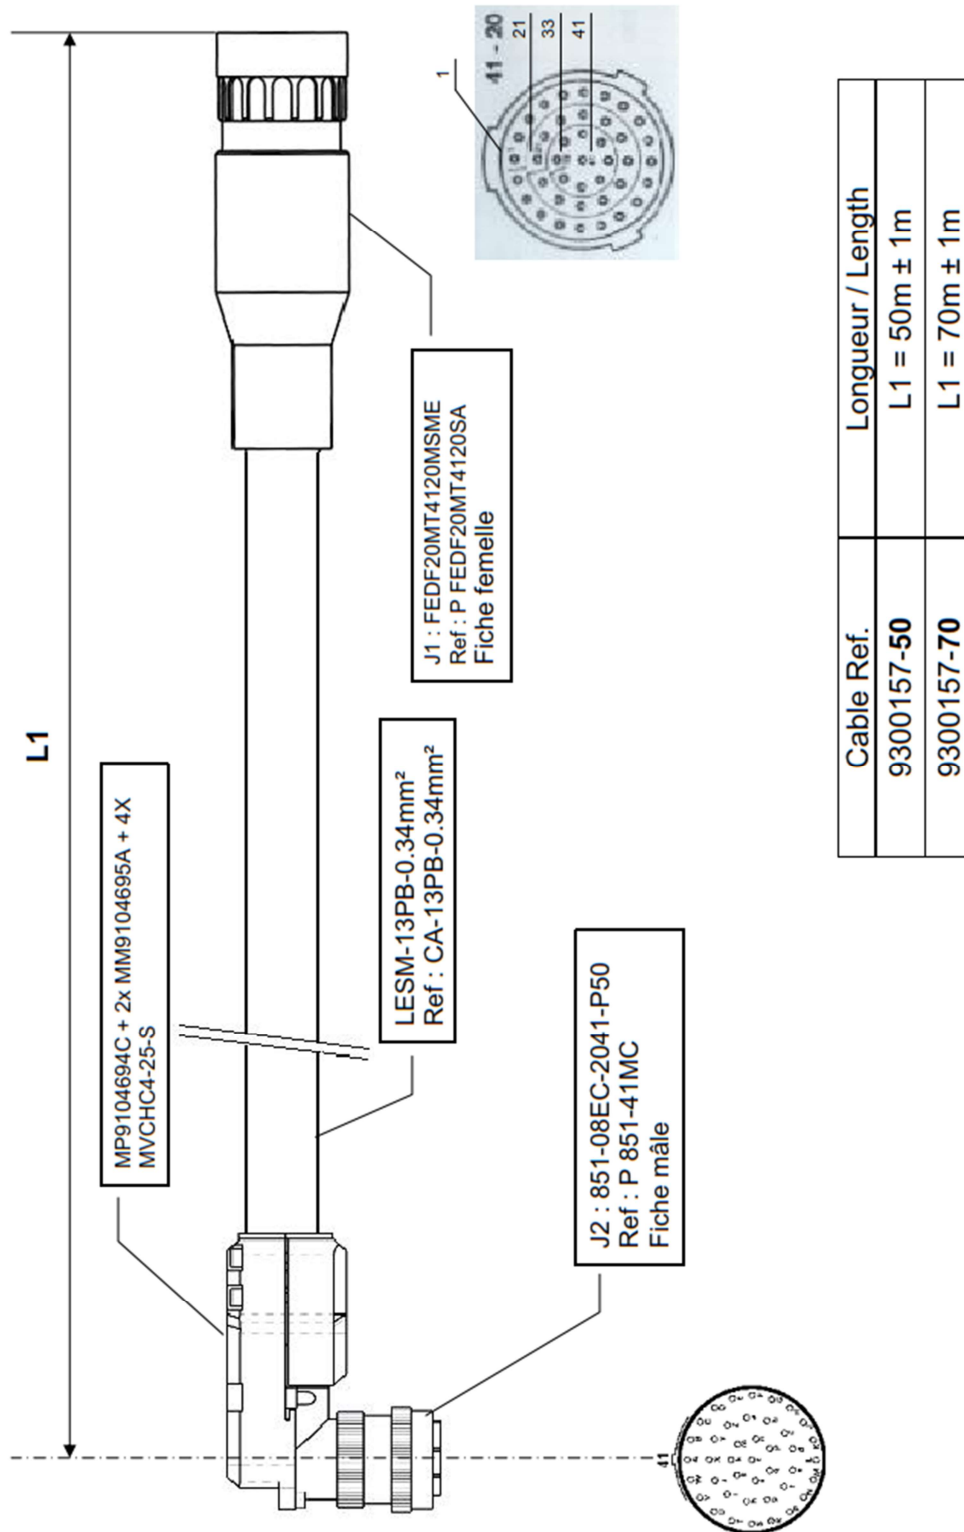 L1
MP9104694C + 2x MM9104695A + 4X
MVCHC4-25-S
LESM-13PB-0.34mm²
Ref : CA-13PB-0.34mm²
J1 : FEDF20MT4120MSME
Ref : P FEDF20MT4120SA
Fiche femelle
J2 : 851-08EC-2041-P50
Ref : P 851-41MC
Fiche mâle
41 - 20
1
21
33
41
41
Cable Ref. Longueur / Length
9300157-50 L1 = 50m ± 1m
9300157-70 L1 = 70m ± 1m